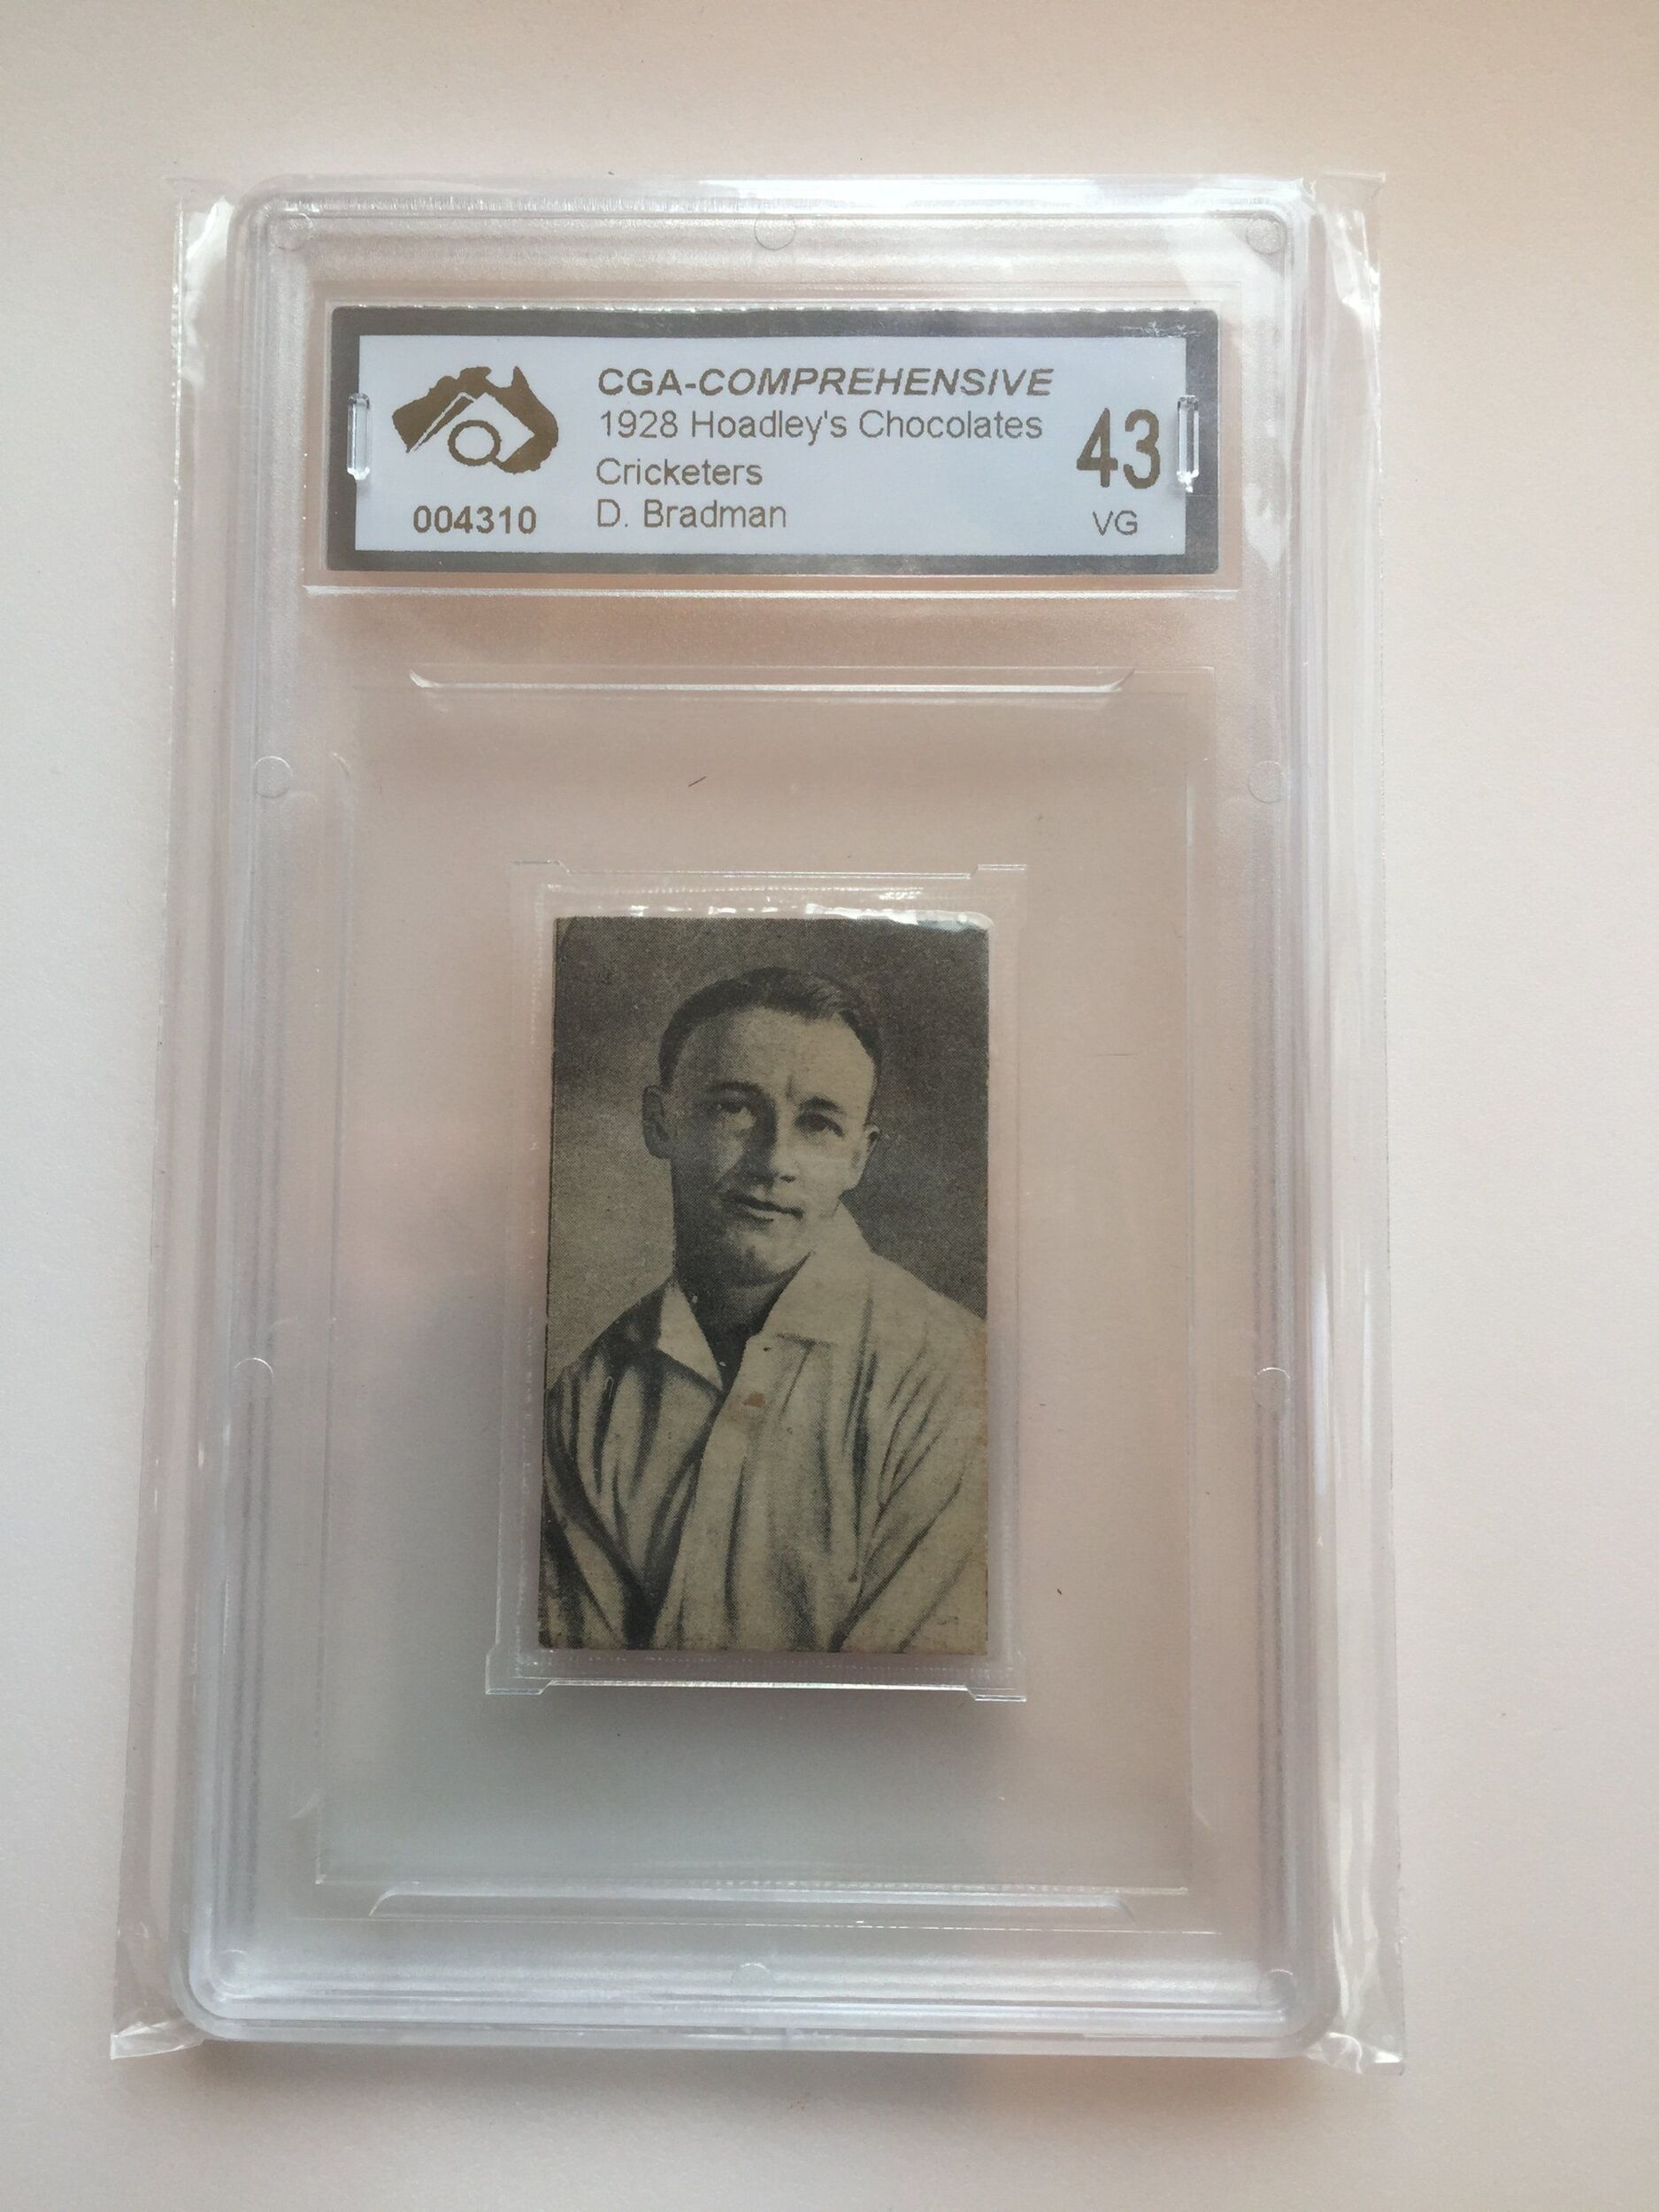 CGA-COMPREHENSIVE
1928 Hoadley's Chocolates
Cricketers
D. Bradman
004310
43
VG